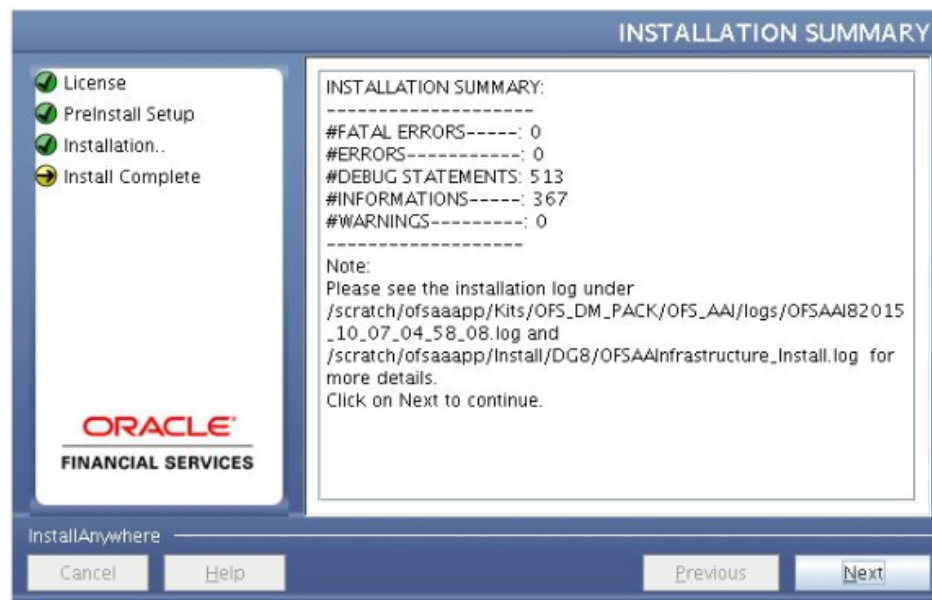 INSTALLATION SUMMARY
License
PreInstall Setup
Installation..
Install Complete
ORACLE
FINANCIAL SERVICES
INSTALLATION SUMMARY:
--------------------
#FATAL ERRORS-----: 0
#ERRORS-----------: 0
#DEBUG STATEMENTS: 513
#INFORMATIONS-----: 367
#WARNINGS---------: 0
-------------------
Note:
Please see the installation log under
/scratch/ofsaaapp/Kits/OFS_DM_PACK/OFS_AAI/logs/OFSAAI82015
_10_07_04_58_08.log and
/scratch/ofsaaapp/Install/DG8/OFSAAInfrastructure_Install.log for
more details.
Click on Next to continue.
InstallAnywhere
Cancel
Help
Previous
Next